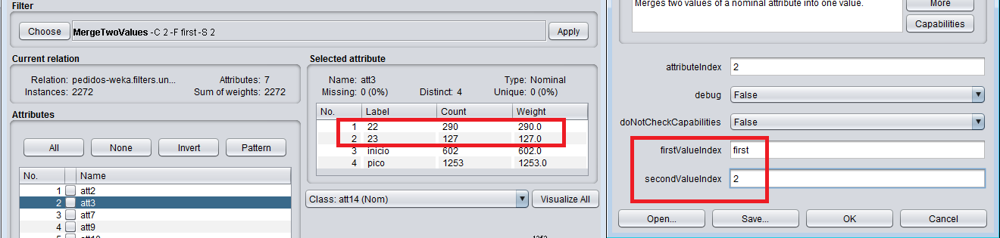 Filter
Choose MergeTwoValues -C 2 -F first -S 2 Apply
Current relation
Relation: pedidos-weka.filters.un... Attributes: 7
Instances: 2272 Sum of weights: 2272
Attributes
All None Invert Pattern
No. Name
1 att2
2 att3
3 att7
4 att9
Selected attribute
Name: att3 Type: Nominal
Missing: 0 (0%) Distinct: 4 Unique: 0 (0%)
No. Label Count Weight
1 22 290 290.0
2 23 127 127.0
3 inicio 602 602.0
4 pico 1253 1253.0
Class: att14 (Nom) Visualize All
Merges two values of a nominal attribute into one value.
More
Capabilities
attributeIndex 2
debug False
doNotCheckCapabilities False
firstValueIndex first
secondValueIndex 2
Open... Save... OK Cancel